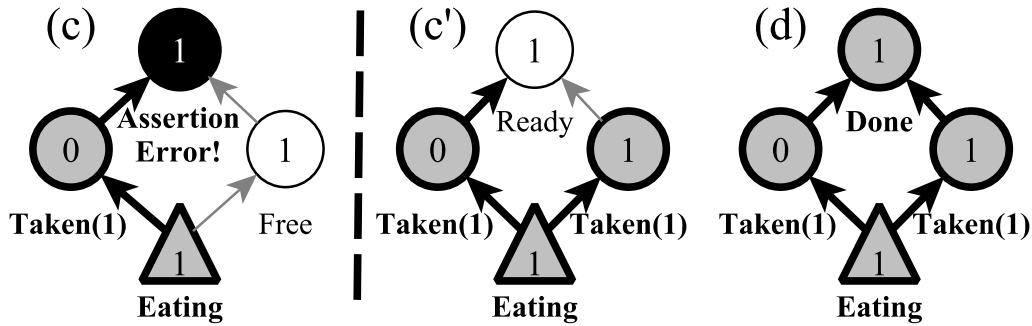 (c)
1
0
Assertion
Error!
1
Taken(1)
Free
1
Eating
(c')
1
Ready
0
1
Taken(1)
Taken(1)
1
Eating
(d)
1
Done
0
1
Taken(1)
Taken(1)
1
Eating